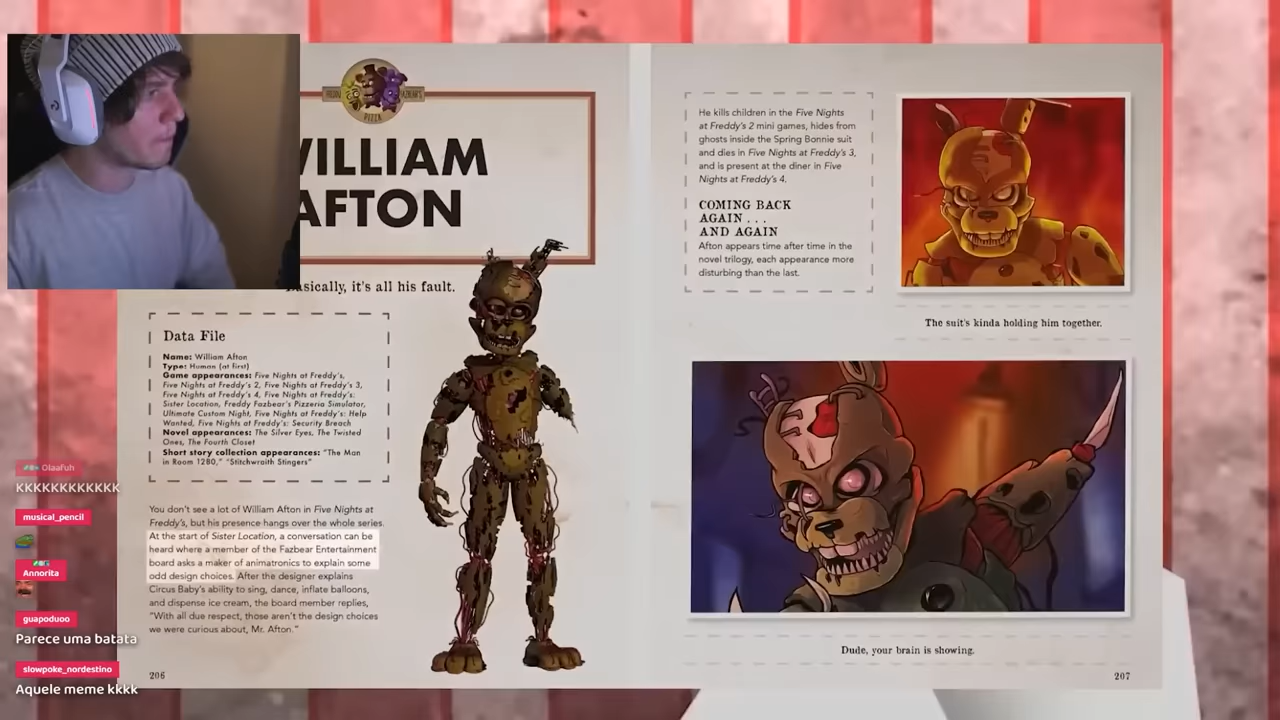 FREDDY FAZBEAR'S
PIZZA
WILLIAM
AFTON
Basically, it's all his fault.
Data File
Name: William Afton
Type: Human (at first)
Game appearances: Five Nights at Freddy's,
Five Nights at Freddy's 2, Five Nights at Freddy's 3,
Five Nights at Freddy's 4, Five Nights at Freddy's:
Sister Location, Freddy Fazbear's Pizzeria Simulator,
Ultimate Custom Night, Five Nights at Freddy's: Help
Wanted, Five Nights at Freddy's: Security Breach
Novel appearances: The Silver Eyes, The Twisted
Ones, The Fourth Closet
Short story collection appearances: "The Man
in Room 1280," "Stitchwraith Stingers"
You don't see a lot of William Afton in Five Nights at
Freddy's, but his presence hangs over the whole series.
At the start of Sister Location, a conversation can be
heard where a member of the Fazbear Entertainment
board asks a maker of animatronics to explain some
odd design choices. After the designer explains
Circus Baby's ability to sing, dance, inflate balloons,
and dispense ice cream, the board member replies,
"With all due respect, those aren't the design choices
we were curious about, Mr. Afton."
206
He kills children in the Five Nights
at Freddy's 2 mini games, hides from
ghosts inside the Spring Bonnie suit
and dies in Five Nights at Freddy's 3,
and is present at the diner in Five
Nights at Freddy's 4.
COMING BACK
AGAIN . . .
AND AGAIN
Afton appears time after time in the
novel trilogy, each appearance more
disturbing than the last.
The suit's kinda holding him together.
Dude, your brain is showing.
207
OlaaFuh
KKKKKKKKKKKK
musical_pencil
Annorita
guapoduoo
Parece uma batata
slowpoke_nordestino
Aquele meme kkkk